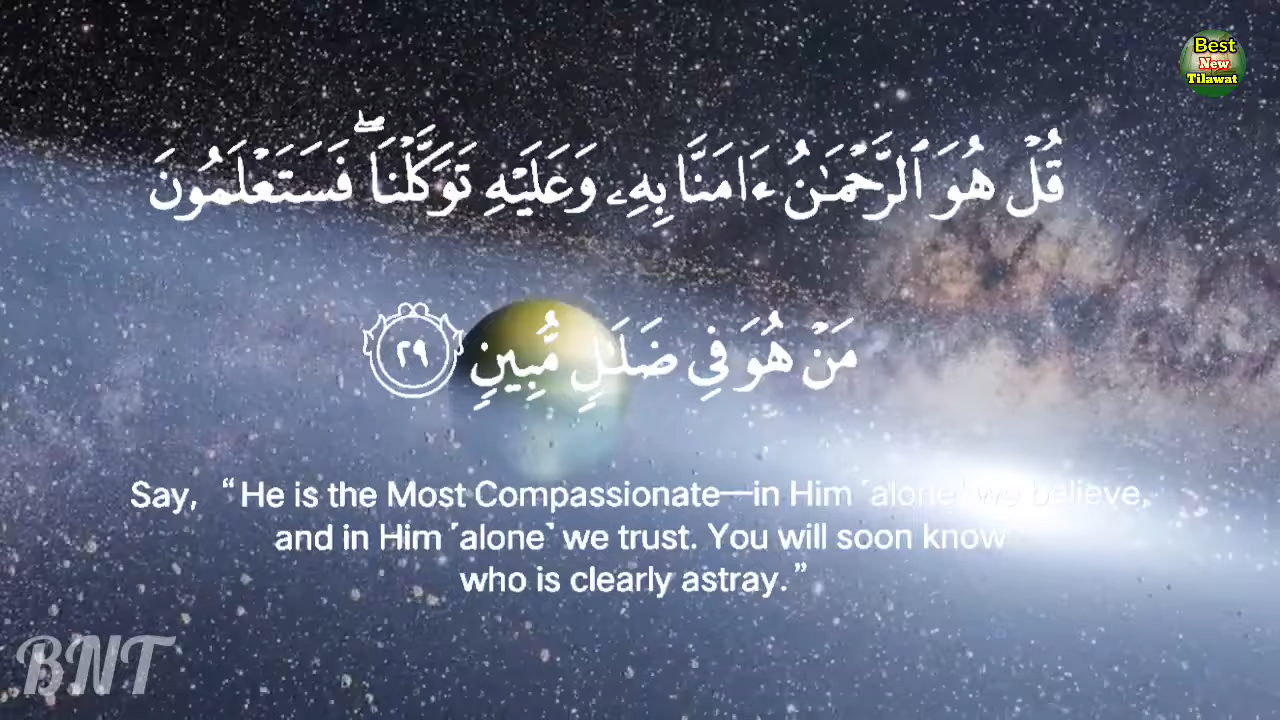 Best
New
Tilawat
قُلْ هُوَ ٱلرَّحْمَـٰنُ ءَامَنَّا بِهِۦ وَعَلَيْهِ تَوَكَّلْنَا ۖ فَسَتَعْلَمُونَ
مَنْ هُوَ فِى ضَلَـٰلٍ مُّبِينٍ ٢٩
Say, “He is the Most Compassionate—in Him ˹alone˺ we believe,
and in Him ˹alone˺ we trust. You will soon know
who is clearly astray.”
BNT